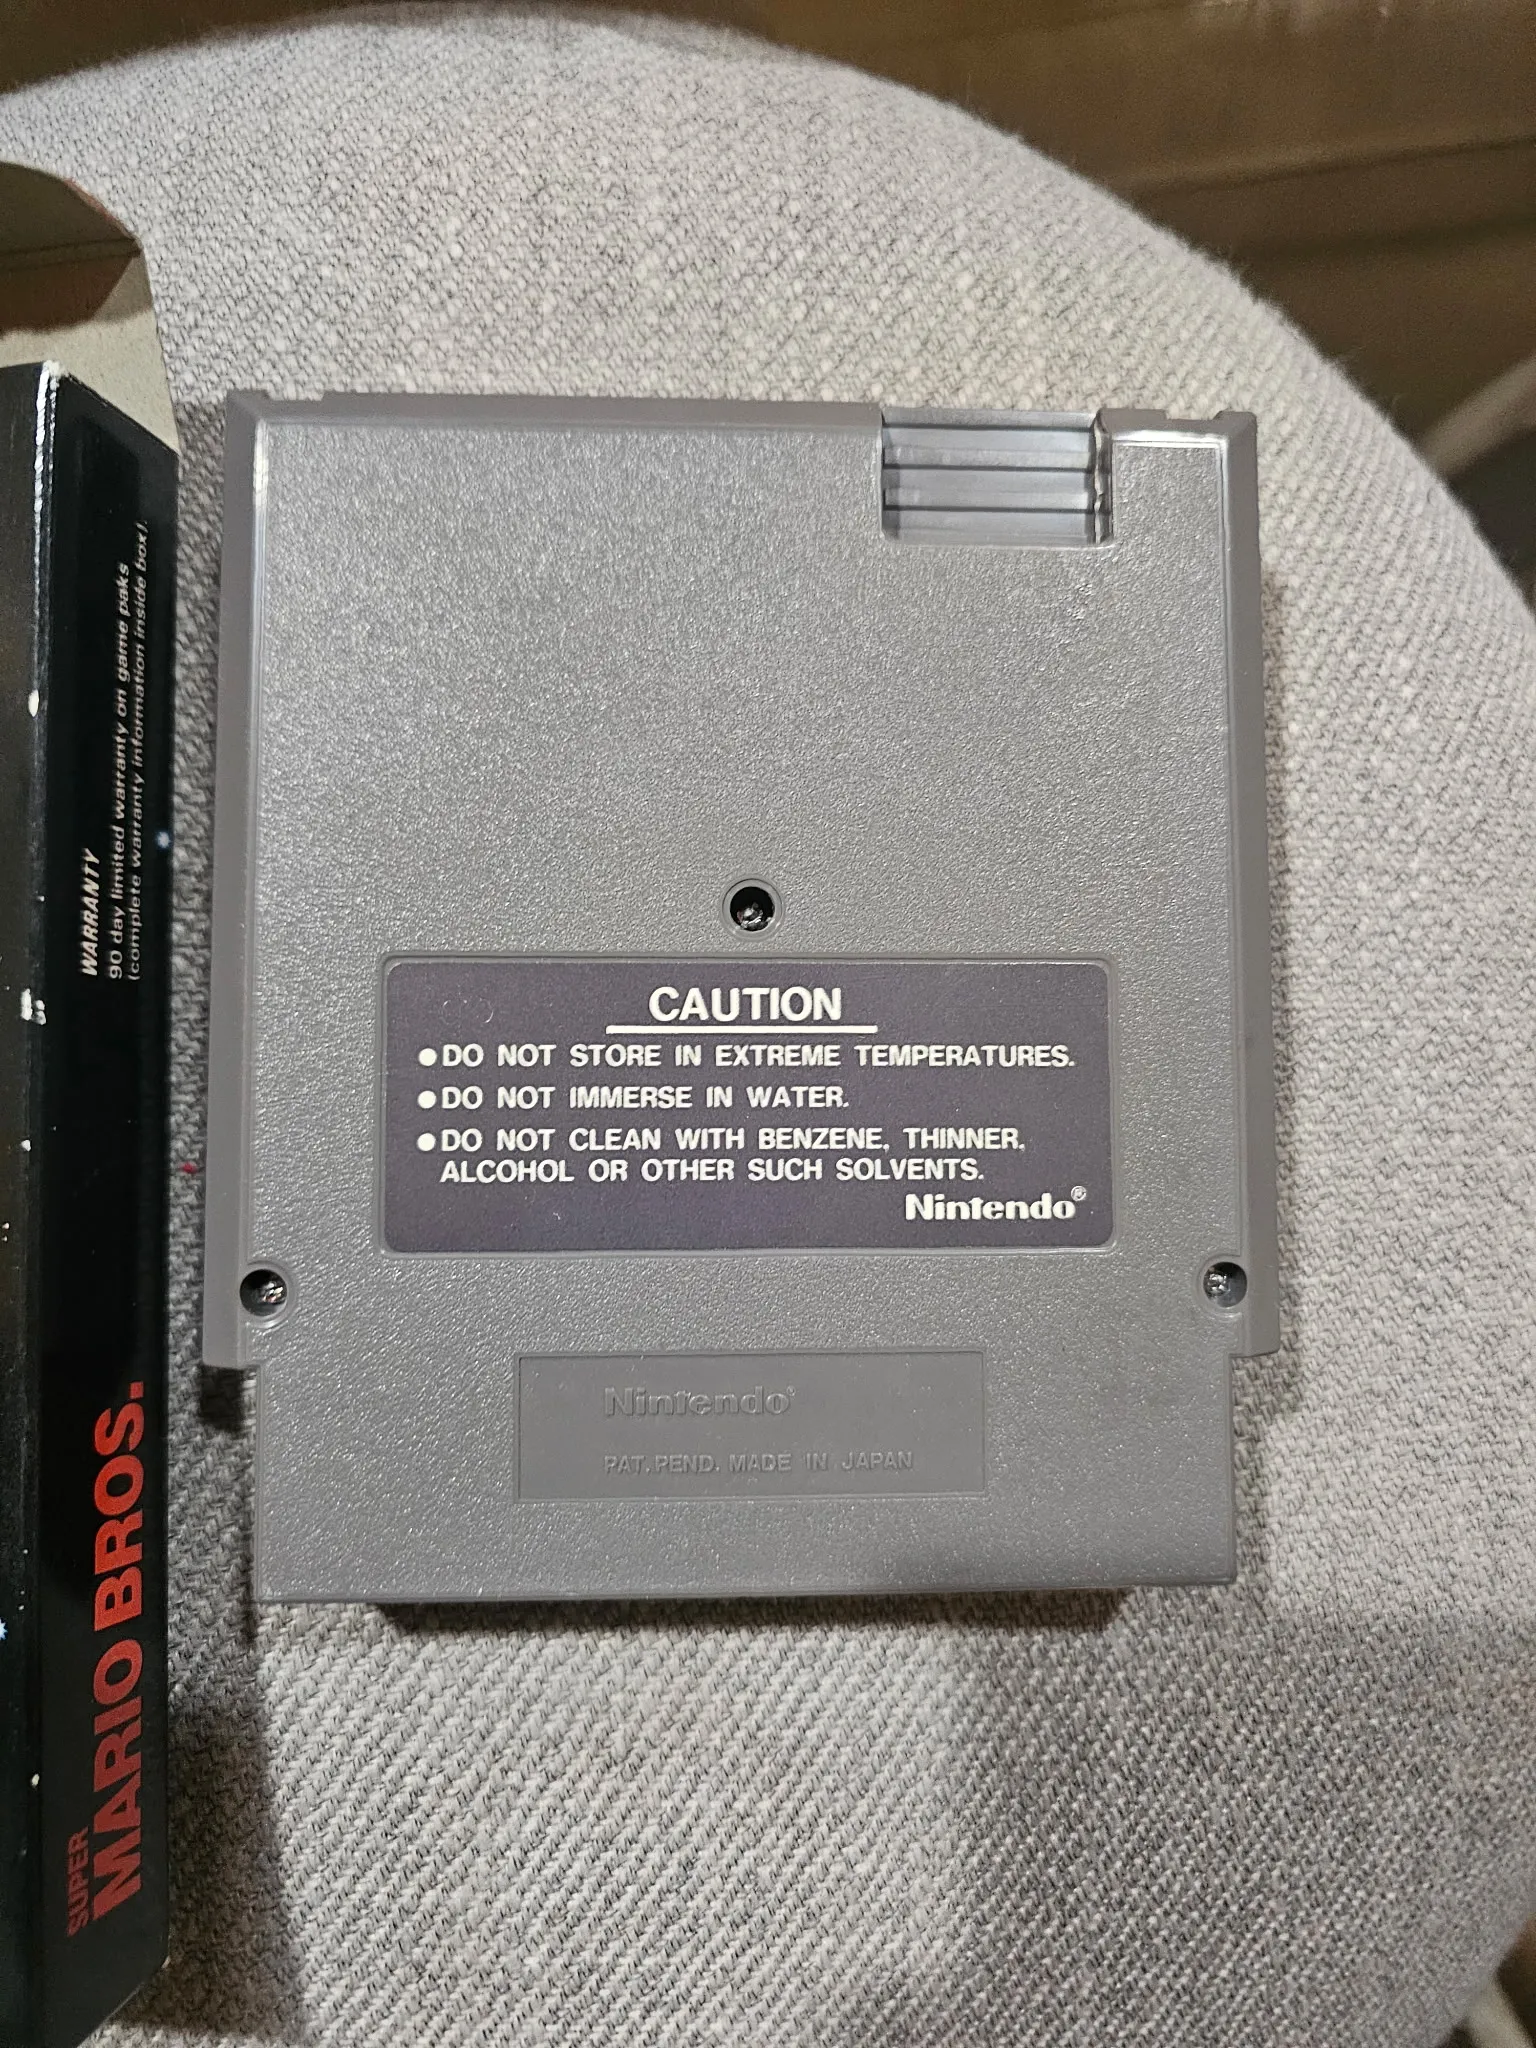 WARRANTY
90 day limited warranty on game paks
(complete warranty information inside box).
SUPER
MARIO BROS.
CAUTION
●DO NOT STORE IN EXTREME TEMPERATURES.
●DO NOT IMMERSE IN WATER.
●DO NOT CLEAN WITH BENZENE, THINNER,
ALCOHOL OR OTHER SUCH SOLVENTS.
Nintendo®
Nintendo®
PAT. PEND. MADE IN JAPAN